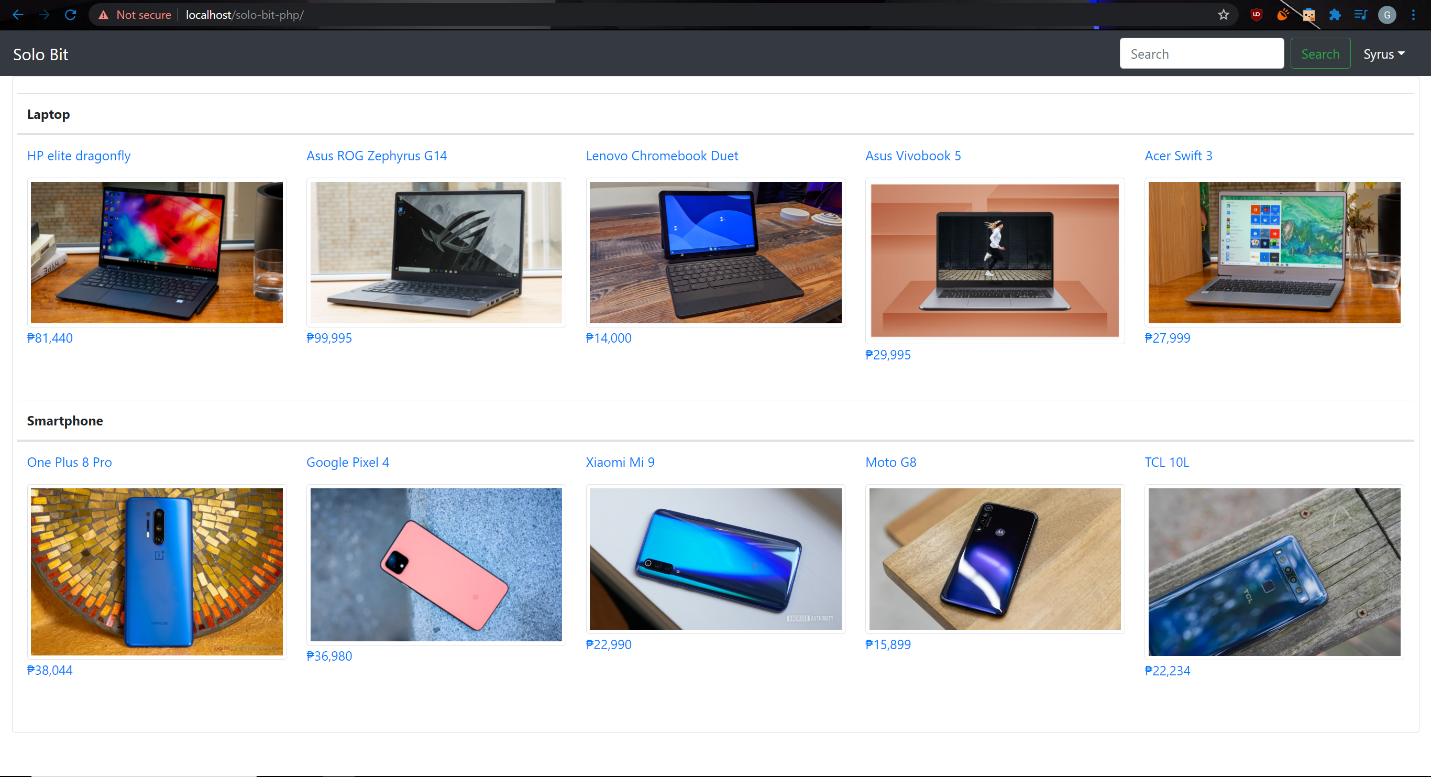 Not secure localhost/solo-bit-php/
Solo Bit Search Search Syrus
Laptop
HP elite dragonfly Asus ROG Zephyrus G14 Lenovo Chromebook Duet Asus Vivobook 5 Acer Swift 3
₱81,440 ₱99,995 ₱14,000 ₱29,995 ₱27,999
Smartphone
One Plus 8 Pro Google Pixel 4 Xiaomi Mi 9 Moto G8 TCL 10L
₱38,044 ₱36,980 ₱22,990 ₱15,899 ₱22,234